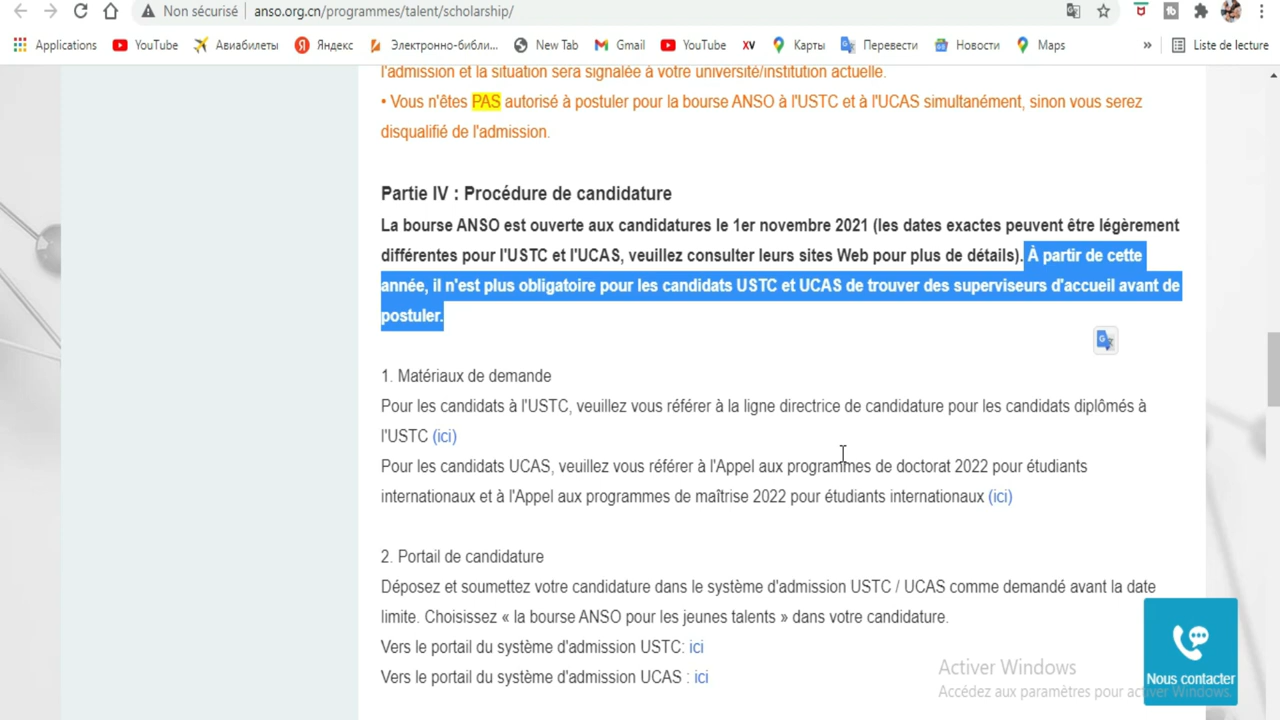 Non sécurisé
anso.org.cn/programmes/talent/scholarship/
Applications
YouTube
Авиабилеты
Яндекс
Электронно-библи...
New Tab
Gmail
YouTube
XV
Карты
Перевести
Новости
Maps
»
Liste de lecture
l'admission et la situation sera signalée à votre université/institution actuelle.
• Vous n'êtes PAS autorisé à postuler pour la bourse ANSO à l'USTC et à l'UCAS simultanément, sinon vous serez
disqualifié de l'admission.
Partie IV : Procédure de candidature
La bourse ANSO est ouverte aux candidatures le 1er novembre 2021 (les dates exactes peuvent être légèrement
différentes pour l'USTC et l'UCAS, veuillez consulter leurs sites Web pour plus de détails). À partir de cette
année, il n'est plus obligatoire pour les candidats USTC et UCAS de trouver des superviseurs d'accueil avant de
postuler.
1. Matériaux de demande
Pour les candidats à l'USTC, veuillez vous référer à la ligne directrice de candidature pour les candidats diplômés à
l'USTC (ici)
Pour les candidats UCAS, veuillez vous référer à l'Appel aux programmes de doctorat 2022 pour étudiants
internationaux et à l'Appel aux programmes de maîtrise 2022 pour étudiants internationaux (ici)
2. Portail de candidature
Déposez et soumettez votre candidature dans le système d'admission USTC / UCAS comme demandé avant la date
limite. Choisissez « la bourse ANSO pour les jeunes talents » dans votre candidature.
Vers le portail du système d'admission USTC: ici
Vers le portail du système d'admission UCAS : ici
Nous contacter
Activer Windows
Accédez aux paramètres pour activer Windows.